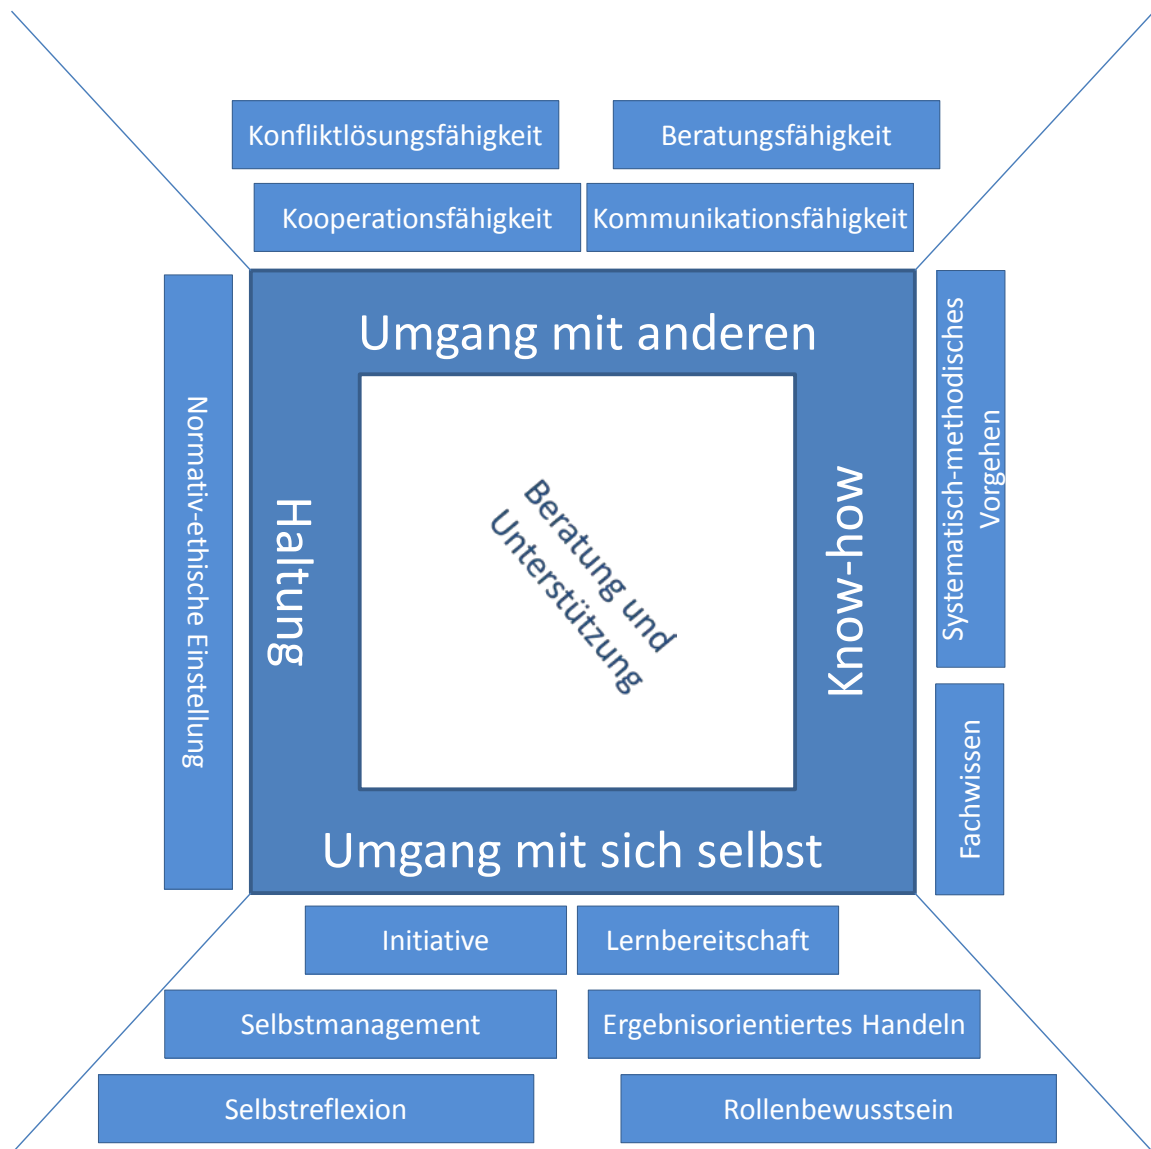 Konfliktlösungsfähigkeit
Beratungsfähigkeit
Kooperationsfähigkeit
Kommunikationsfähigkeit
Umgang mit anderen
Normativ-ethische Einstellung
Haltung
Beratung und
Unterstützung
Know-how
Systematisch-methodisches
Vorgehen
Fachwissen
Umgang mit sich selbst
Initiative
Lernbereitschaft
Selbstmanagement
Ergebnisorientiertes Handeln
Selbstreflexion
Rollenbewusstsein